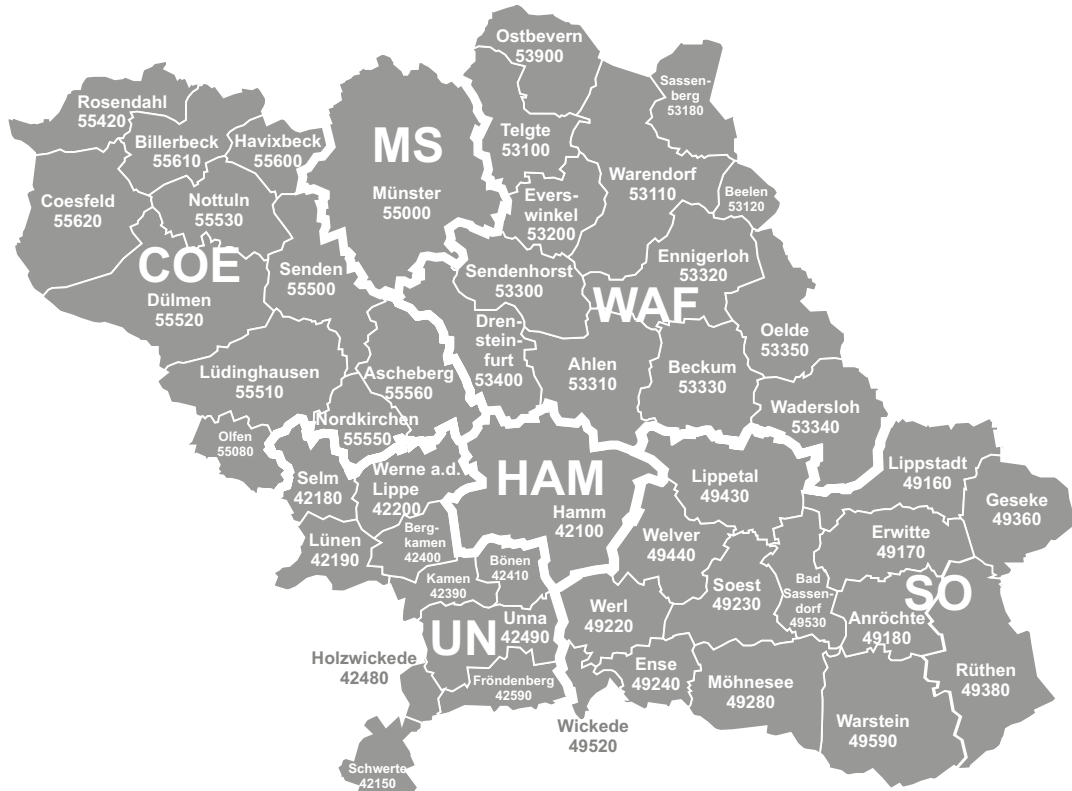 Ostbevern
53900
Sassen-
berg
53180
Rosendahl
55420
Billerbeck
55610
Havixbeck
55600
MS
Münster
55000
Telgte
53100
Warendorf
53110
Beelen
53120
Coesfeld
55620
Nottuln
55530
Evers-
winkel
53200
Ennigerloh
53320
COE
Senden
55500
Sendenhorst
53300
WAF
Dülmen
55520
Dren-
stein-
furt
53400
Oelde
53350
Ahlen
53310
Beckum
53330
Lüdinghausen
55510
Ascheberg
55560
Wadersloh
53340
Nordkirchen
55550
Olfen
55080
Selm
42180
Werne a.d.
Lippe
42200
HAM
Hamm
42100
Lippetal
49430
Lippstadt
49160
Geseke
49360
Lünen
42190
Berg-
kamen
42400
Welver
49440
Erwitte
49170
Bönen
42410
Kamen
42390
Soest
49230
Bad
Sassen-
dorf
49530
SO
Werl
49220
Anröchte
49180
UN
Unna
42490
Holzwickede
42480
Fröndenberg
42590
Ense
49240
Möhnesee
49280
Rüthen
49380
Wickede
49520
Warstein
49590
Schwerte
42150